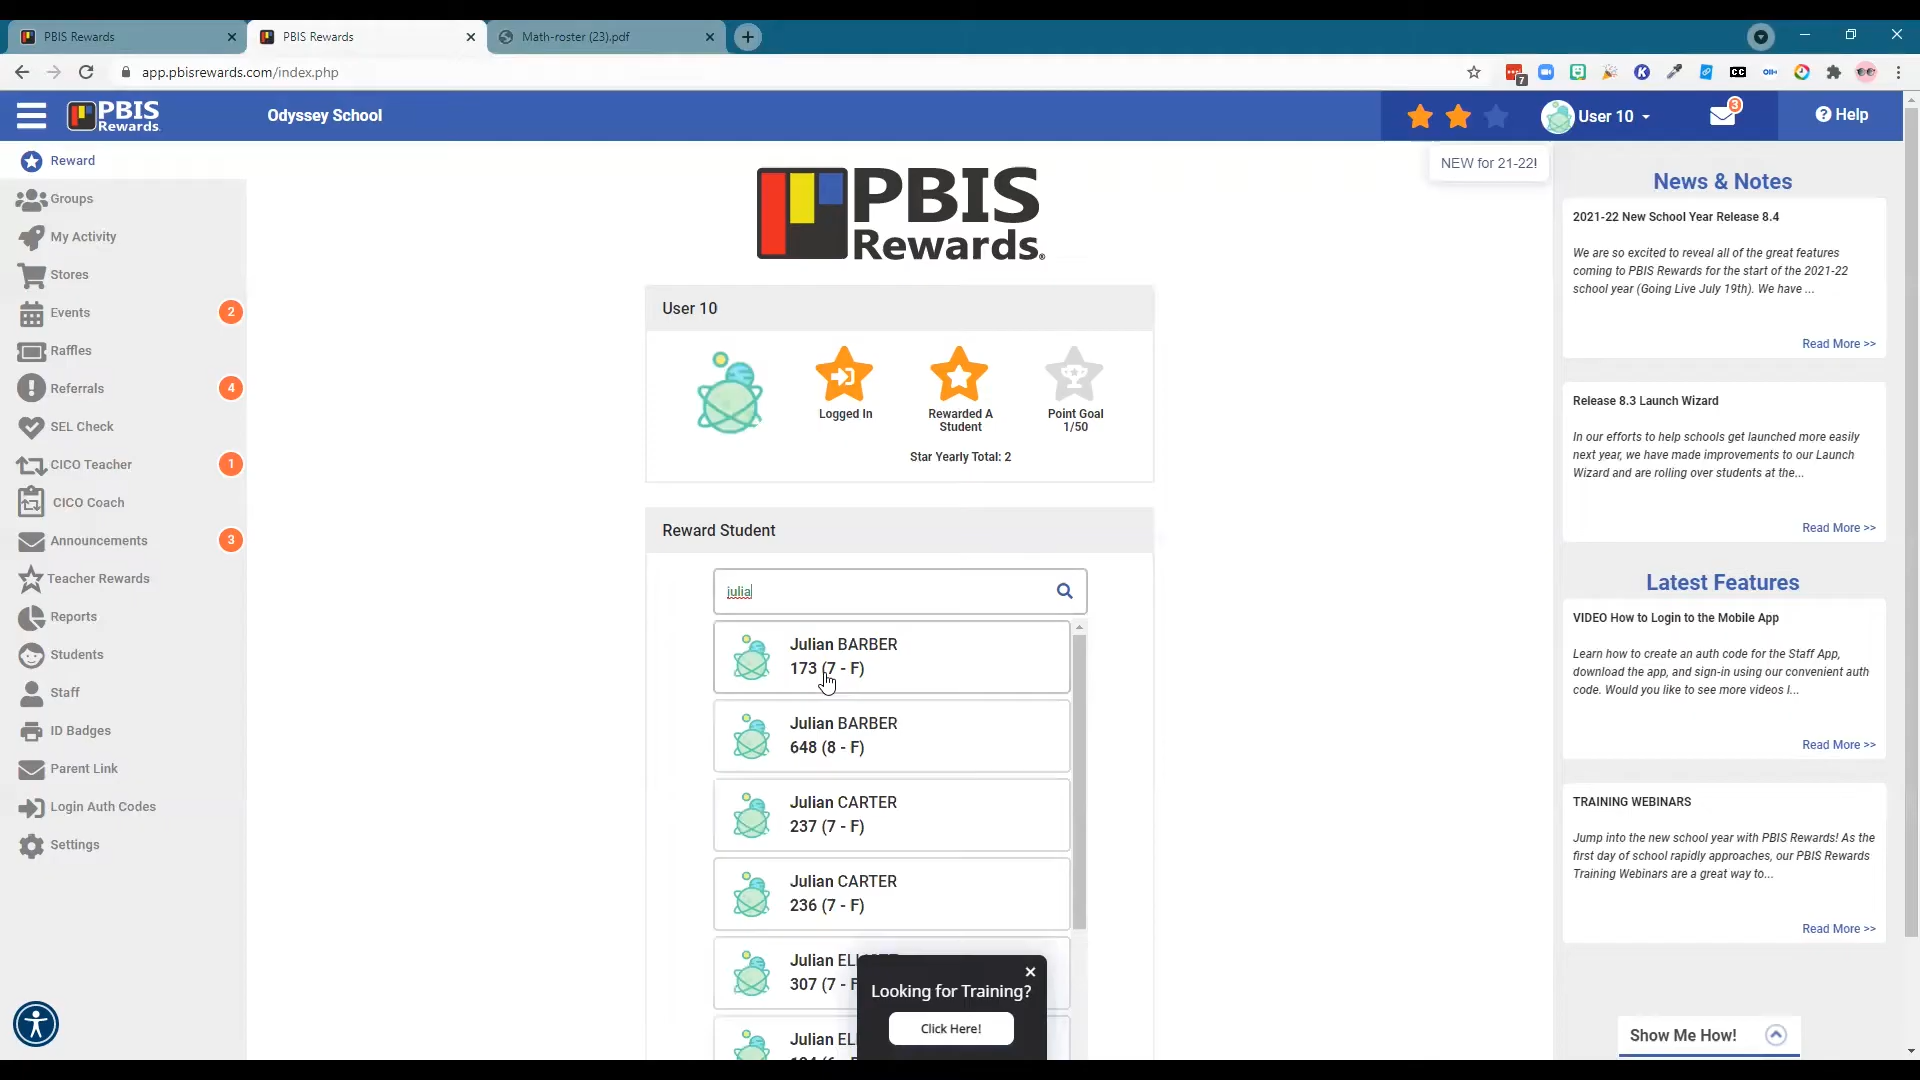 PBIS Rewards
PBIS Rewards
Math-roster (23).pdf
app.pbisrewards.com/index.php
7
CC
PBIS
Rewards
Odyssey School
User 10
3
Help
NEW for 21-22!
Reward
Groups
My Activity
Stores
Events
2
Raffles
Referrals
4
SEL Check
CICO Teacher
1
CICO Coach
Announcements
3
Teacher Rewards
Reports
Students
Staff
ID Badges
Parent Link
Login Auth Codes
Settings
PBIS
Rewards®
User 10
Logged In
Rewarded A
Student
Point Goal
1/50
Star Yearly Total: 2
Reward Student
julia
Julian BARBER
173 (7 - F)
Julian BARBER
648 (8 - F)
Julian CARTER
237 (7 - F)
Julian CARTER
236 (7 - F)
Julian
307 (7 - F
Julian
Looking for Training?
Click Here!
News & Notes
2021-22 New School Year Release 8.4
We are so excited to reveal all of the great features
coming to PBIS Rewards for the start of the 2021-22
school year (Going Live July 19th). We have ...
Read More >>
Release 8.3 Launch Wizard
In our efforts to help schools get launched more easily
next year, we have made improvements to our Launch
Wizard and are rolling over students at the...
Read More >>
Latest Features
VIDEO How to Login to the Mobile App
Learn how to create an auth code for the Staff App,
download the app, and sign-in using our convenient auth
code. Would you like to see more videos l...
Read More >>
TRAINING WEBINARS
Jump into the new school year with PBIS Rewards! As the
first day of school rapidly approaches, our PBIS Rewards
Training Webinars are a great way to...
Read More >>
Show Me How!